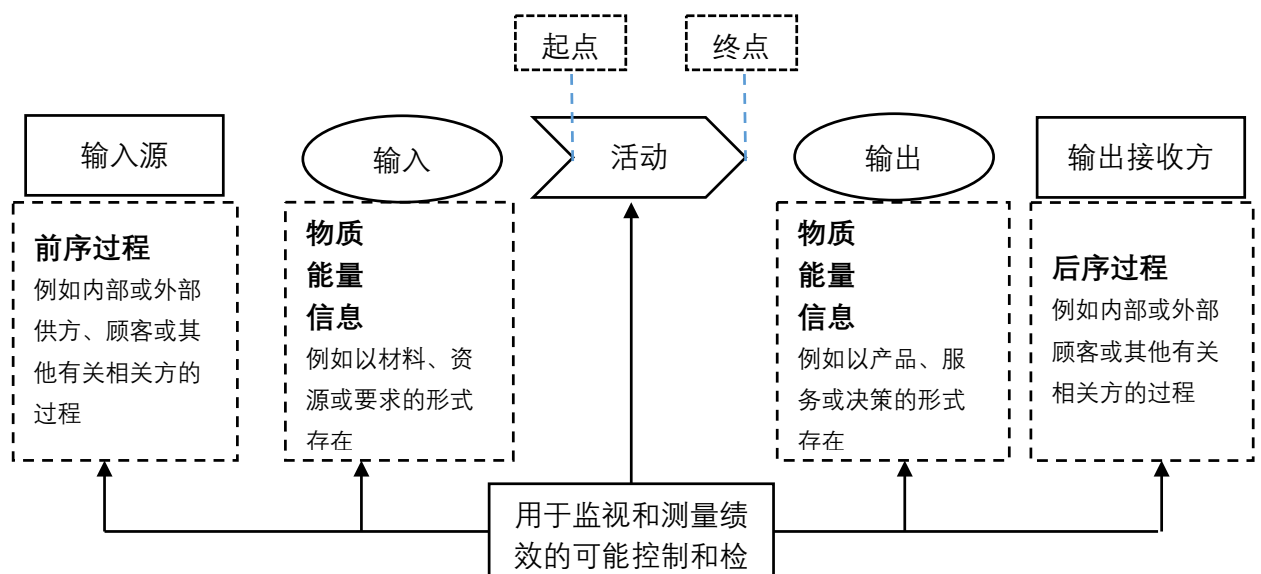 起点
终点
输入源
输入
活动
输出
输出接收方
前序过程
例如内部或外部
供方、顾客或其
他有关相关方的
过程
物质
能量
信息
例如以材料、资
源或要求的形式
存在
物质
能量
信息
例如以产品、服
务或决策的形式
存在
后序过程
例如内部或外部
顾客或其他有关
相关方的过程
用于监视和测量绩
效的可能控制和检